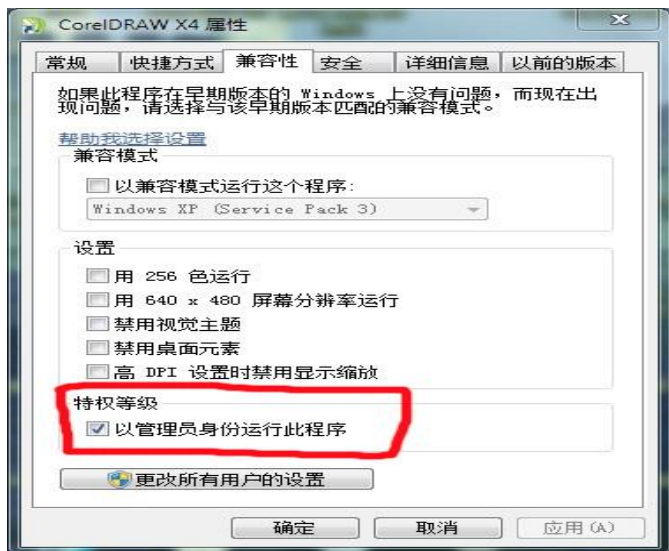 CorelDRAW X4 属性
常规 快捷方式 兼容性 安全 详细信息 以前的版本
如果此程序在早期版本的 Windows 上没有问题，而现在出
现问题，请选择与该早期版本匹配的兼容模式。
帮助我选择设置
兼容模式
以兼容模式运行这个程序:
Windows XP (Service Pack 3)
设置
用 256 色运行
用 640 x 480 屏幕分辨率运行
禁用视觉主题
禁用桌面元素
高 DPI 设置时禁用显示缩放
特权等级
以管理员身份运行此程序
更改所有用户的设置
确定 取消 应用(A)